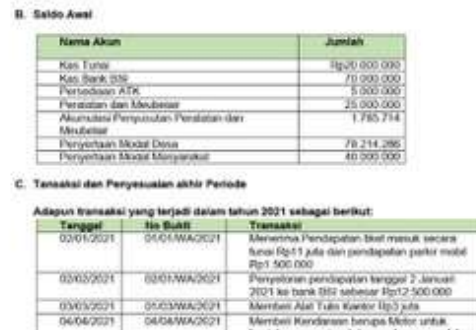 B. Saldo Awal
Nama Akun Jumlah
Kas Tunai Rp20.000.000
Kas Bank BSI 70.000.000
Persediaan ATK 5.000.000
Peralatan dan Meubelair 25.000.000
Akumulasi Penyusutan Peralatan dan
Meubelair 1.785.714
Penyertaan Modal Desa 78.214.286
Penyertaan Modal Masyarakat 40.000.000
C. Tansaksi dan Penyesuaian akhir Periode
Adapun transaksi yang terjadi dalam tahun 2021 sebagai berikut:
Tanggal No Bukti Transaksi
02/01/2021 01/01/WA/2021 Menerima Pendapatan tiket masuk secara
tunai Rp11 juta dan pendapatan parkir mobil
Rp1.500.000
02/02/2021 02/01/WA/2021 Penyetoran pendapatan tanggal 2 Januari
2021 ke bank BSI sebesar Rp12.500.000
03/03/2021 01/03/WA/2021 Membeli Alat Tulis Kantor Rp3 juta
04/04/2021 04/04/WA/2021 Membeli Kendaraan berupa Motor untuk